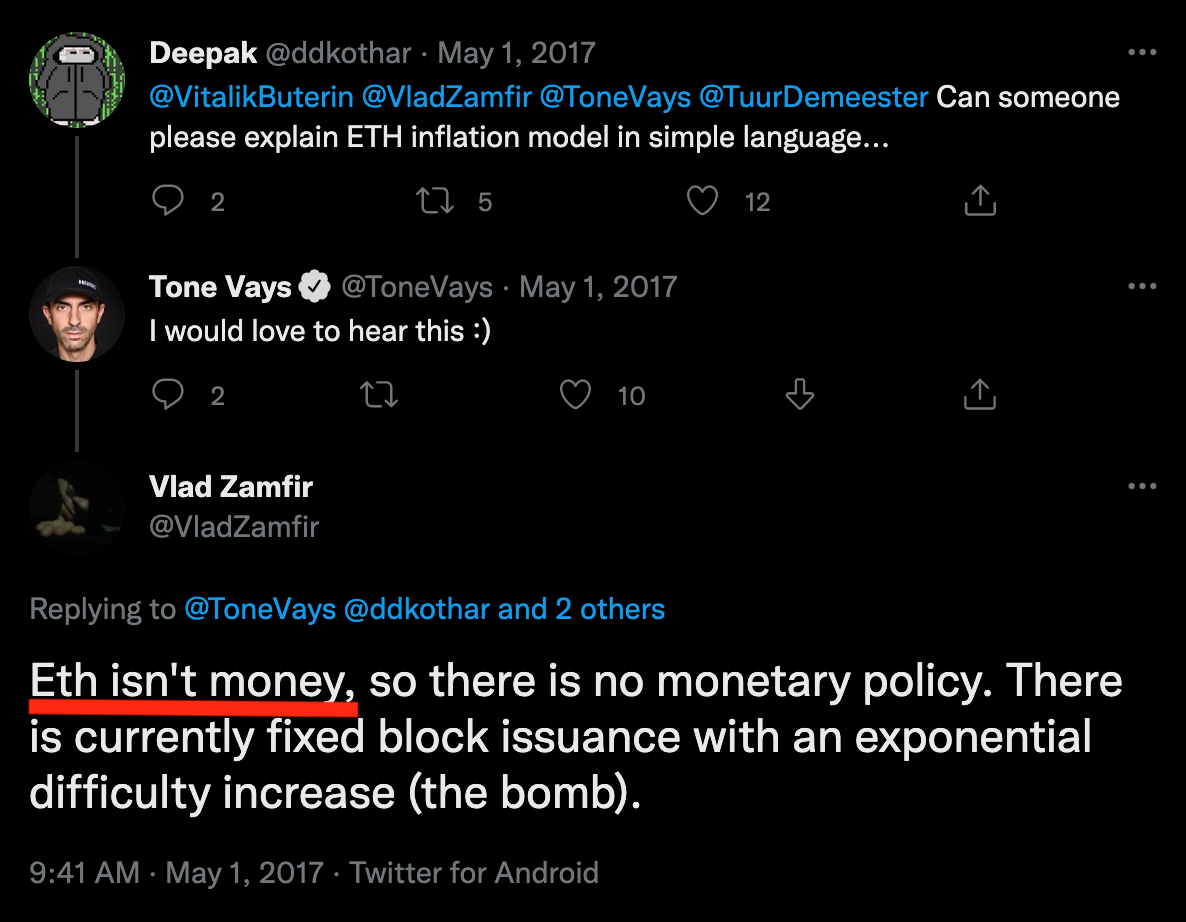 Deepak @ddkothar · May 1, 2017
@VitalikButerin @VladZamfir @ToneVays @TuurDemeester Can someone
please explain ETH inflation model in simple language...
2 5 12
Tone Vays @ToneVays · May 1, 2017
I would love to hear this :)
2 10
Vlad Zamfir
@VladZamfir
Replying to @ToneVays @ddkothar and 2 others
Eth isn't money, so there is no monetary policy. There
is currently fixed block issuance with an exponential
difficulty increase (the bomb).
9:41 AM · May 1, 2017 · Twitter for Android